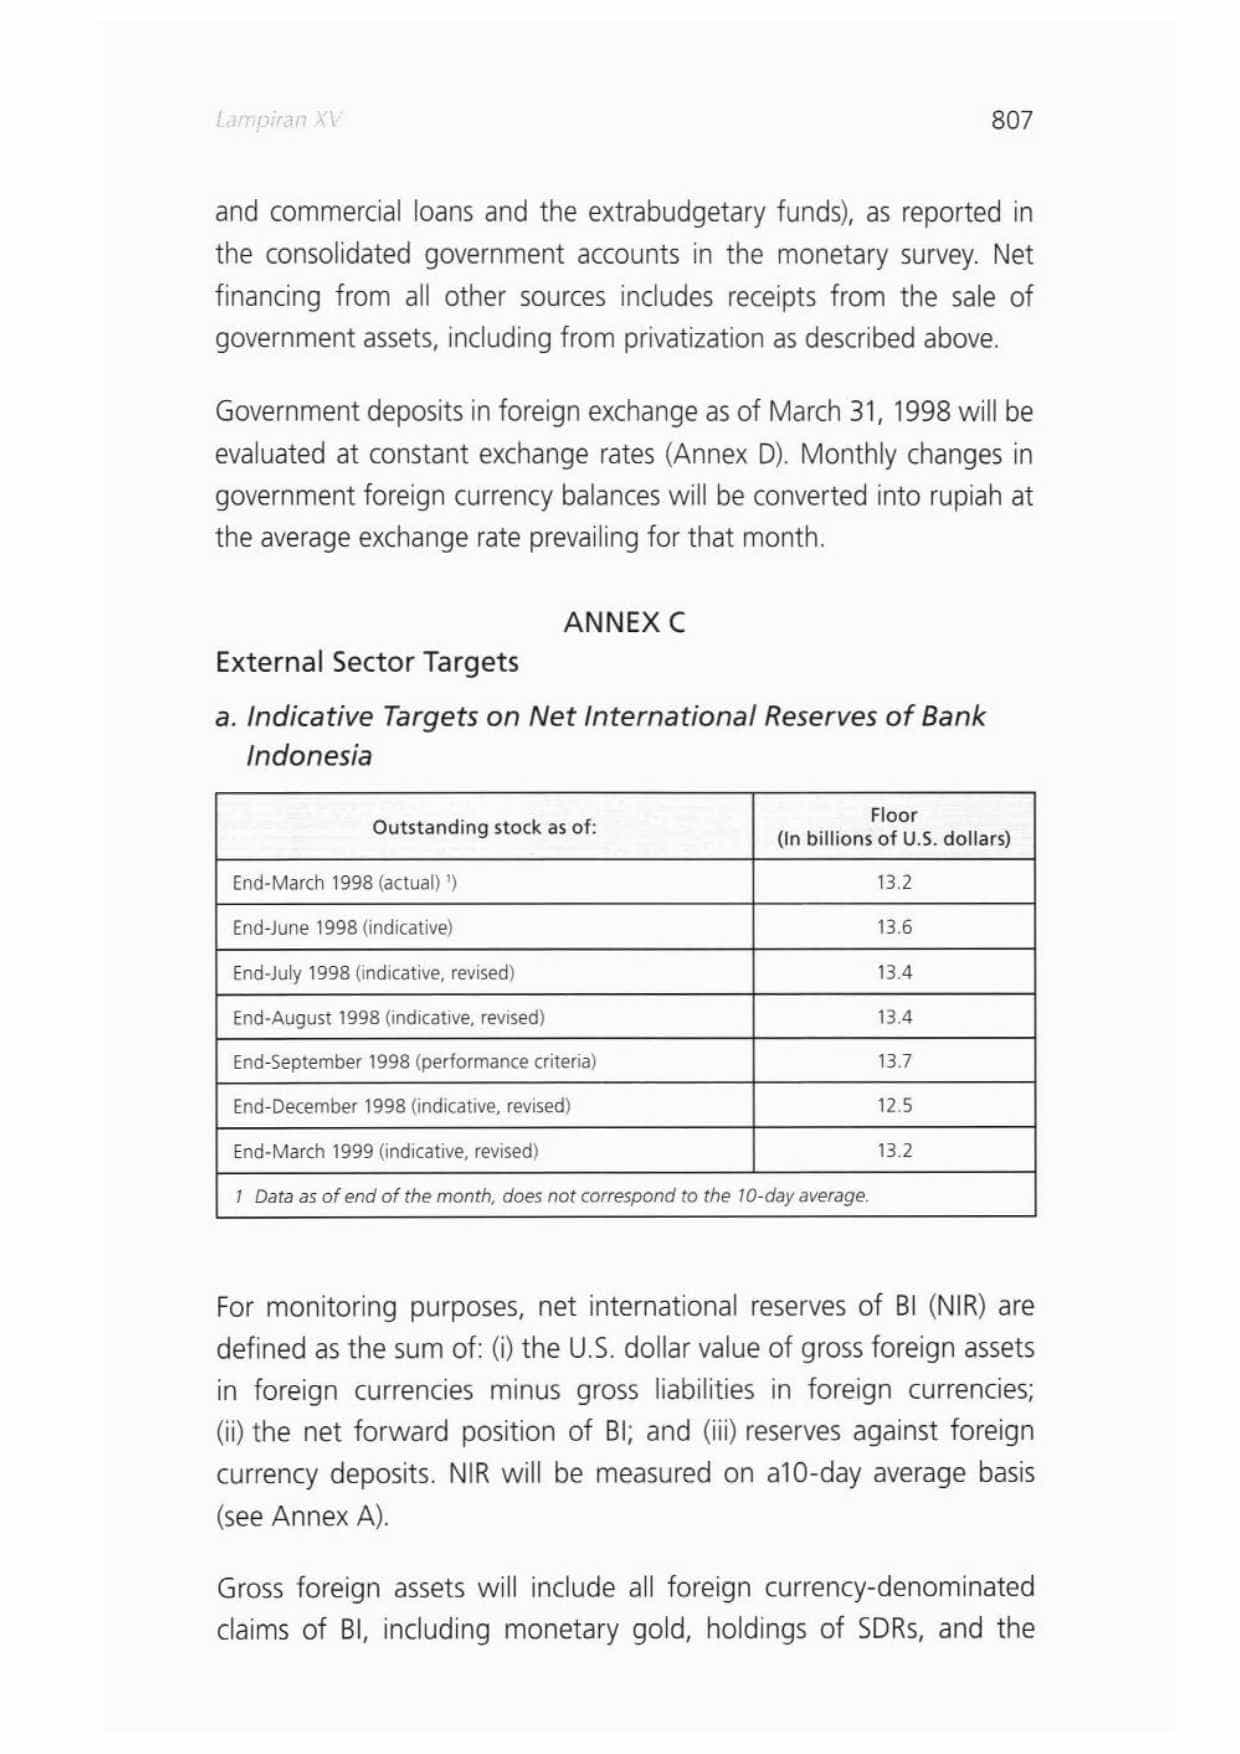 Lampiran XV 807
and commercial loans and the extrabudgetary funds), as reported in
the consolidated government accounts in the monetary survey. Net
financing from all other sources includes receipts from the sale of
government assets, including from privatization as described above.
Government deposits in foreign exchange as of March 31, 1998 will be
evaluated at constant exchange rates (Annex D). Monthly changes in
government foreign currency balances will be converted into rupiah at
the average exchange rate prevailing for that month.
ANNEX C
External Sector Targets
a. Indicative Targets on Net International Reserves of Bank
Indonesia
Outstanding stock as of: Floor
(In billions of U.S. dollars)
End-March 1998 (actual) ¹) 13.2
End-June 1998 (indicative) 13.6
End-July 1998 (indicative, revised) 13.4
End-August 1998 (indicative, revised) 13.4
End-September 1998 (performance criteria) 13.7
End-December 1998 (indicative, revised) 12.5
End-March 1999 (indicative, revised) 13.2
1 Data as of end of the month, does not correspond to the 10-day average.
For monitoring purposes, net international reserves of BI (NIR) are
defined as the sum of: (i) the U.S. dollar value of gross foreign assets
in foreign currencies minus gross liabilities in foreign currencies;
(ii) the net forward position of BI; and (iii) reserves against foreign
currency deposits. NIR will be measured on a10-day average basis
(see Annex A).
Gross foreign assets will include all foreign currency-denominated
claims of BI, including monetary gold, holdings of SDRs, and the